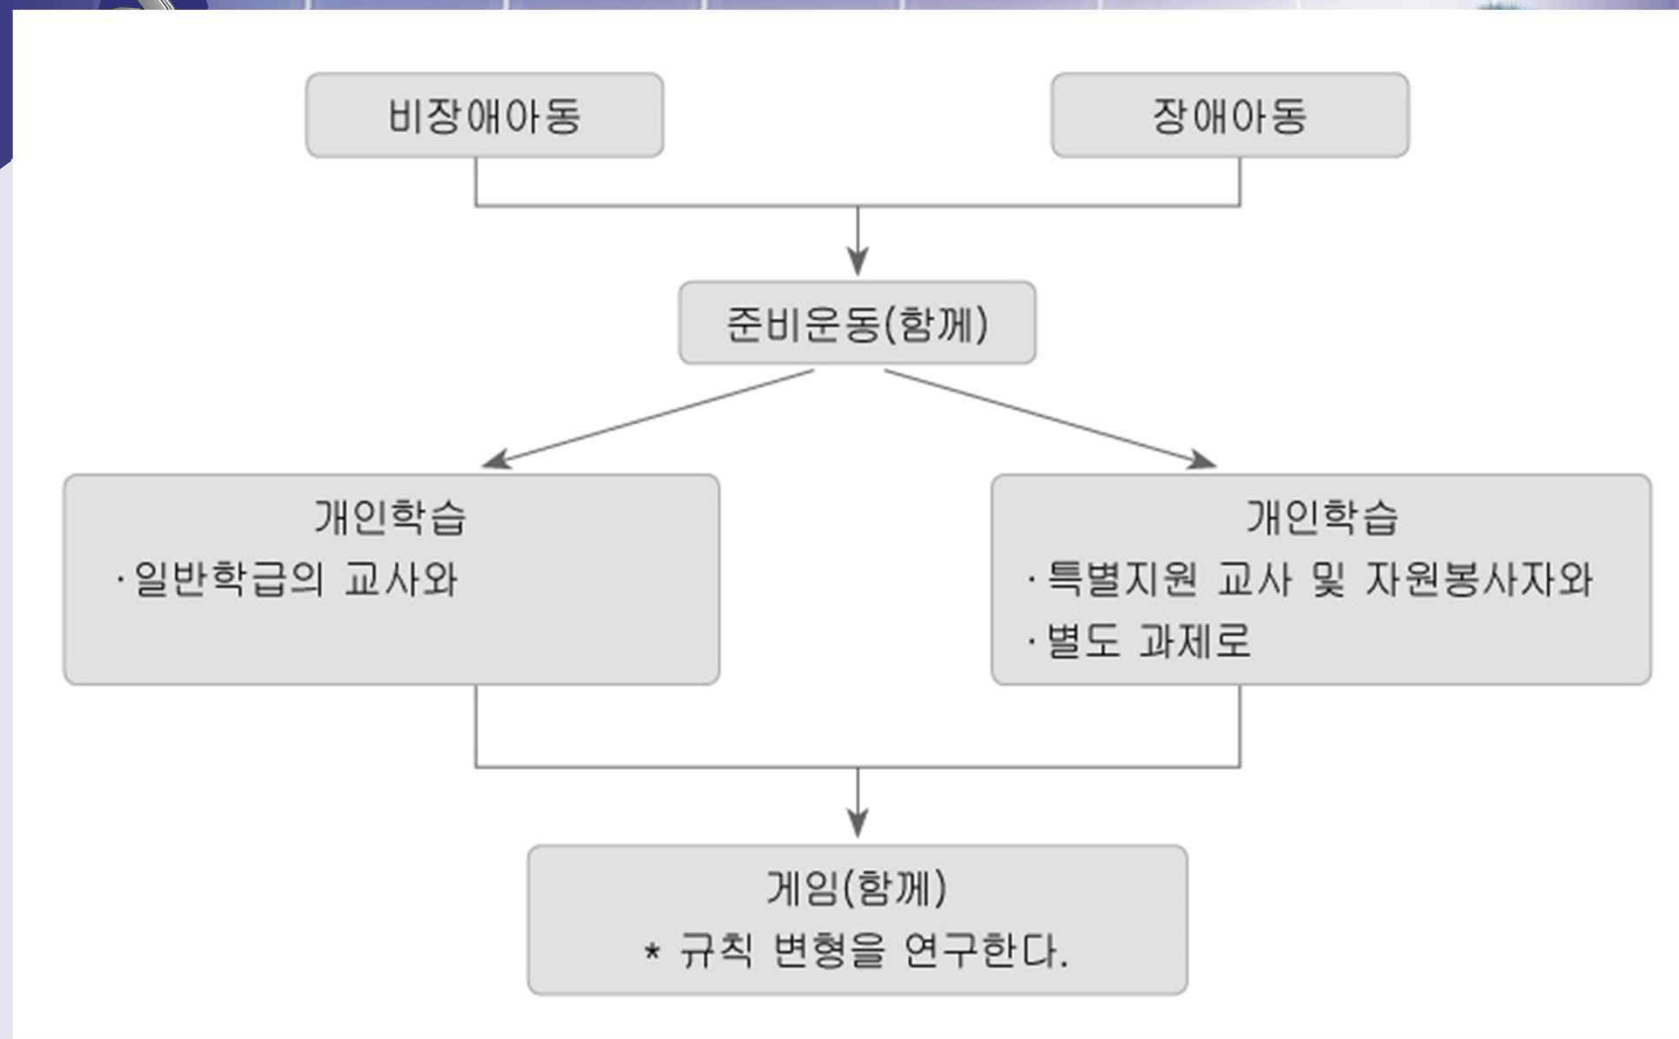 비장애아동
장애아동
준비운동(함께)
개인학습
·일반학급의 교사와
개인학습
·특별지원 교사 및 자원봉사자와
·별도 과제로
게임(함께)
* 규칙 변형을 연구한다.